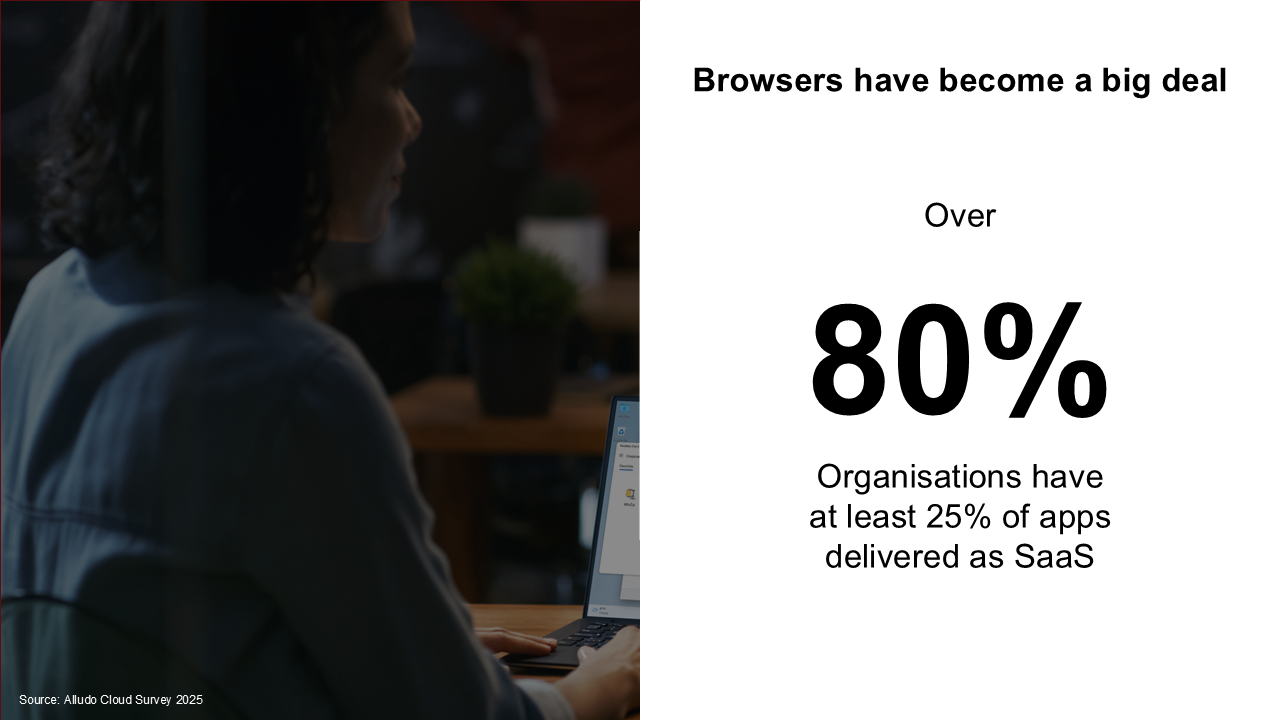 Browsers have become a big deal
Over
80%
Organisations have
at least 25% of apps
delivered as SaaS
Source: Alludo Cloud Survey 2025